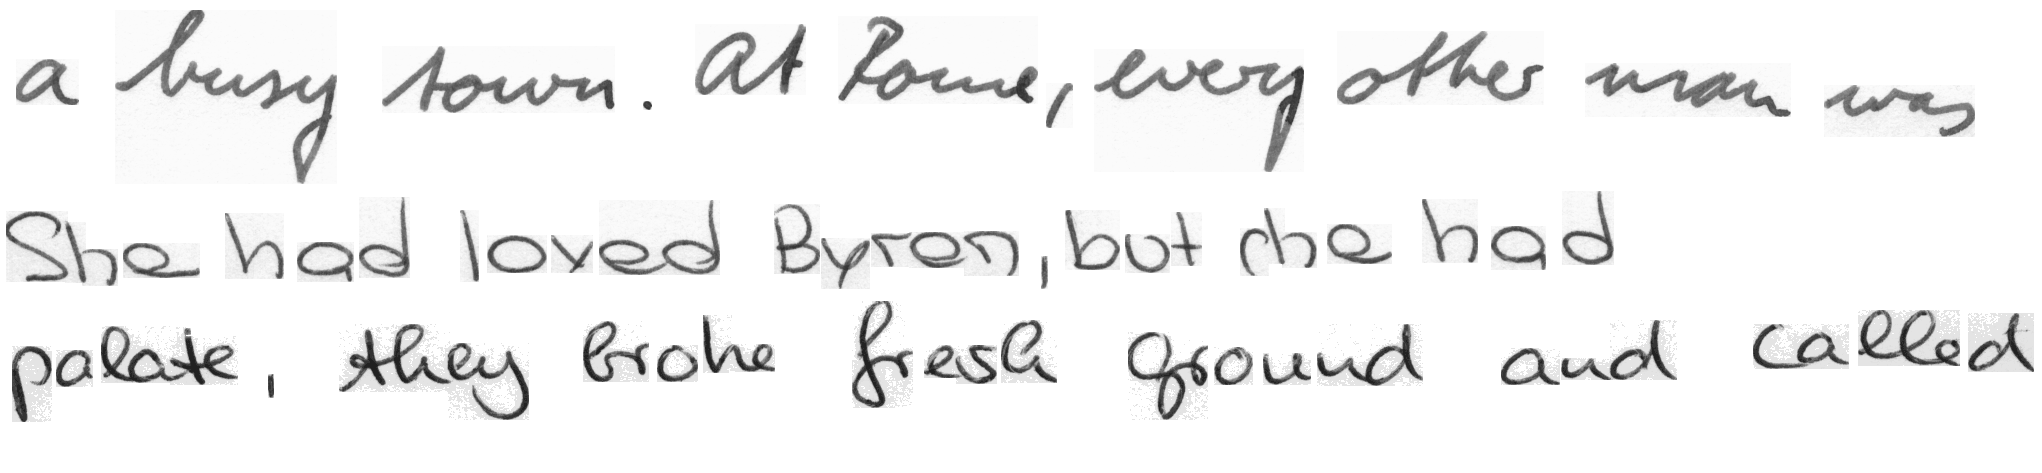 a busy town. At Rome, every other man was
She had loved Byron, but she had
palate, they broke fresh ground and called